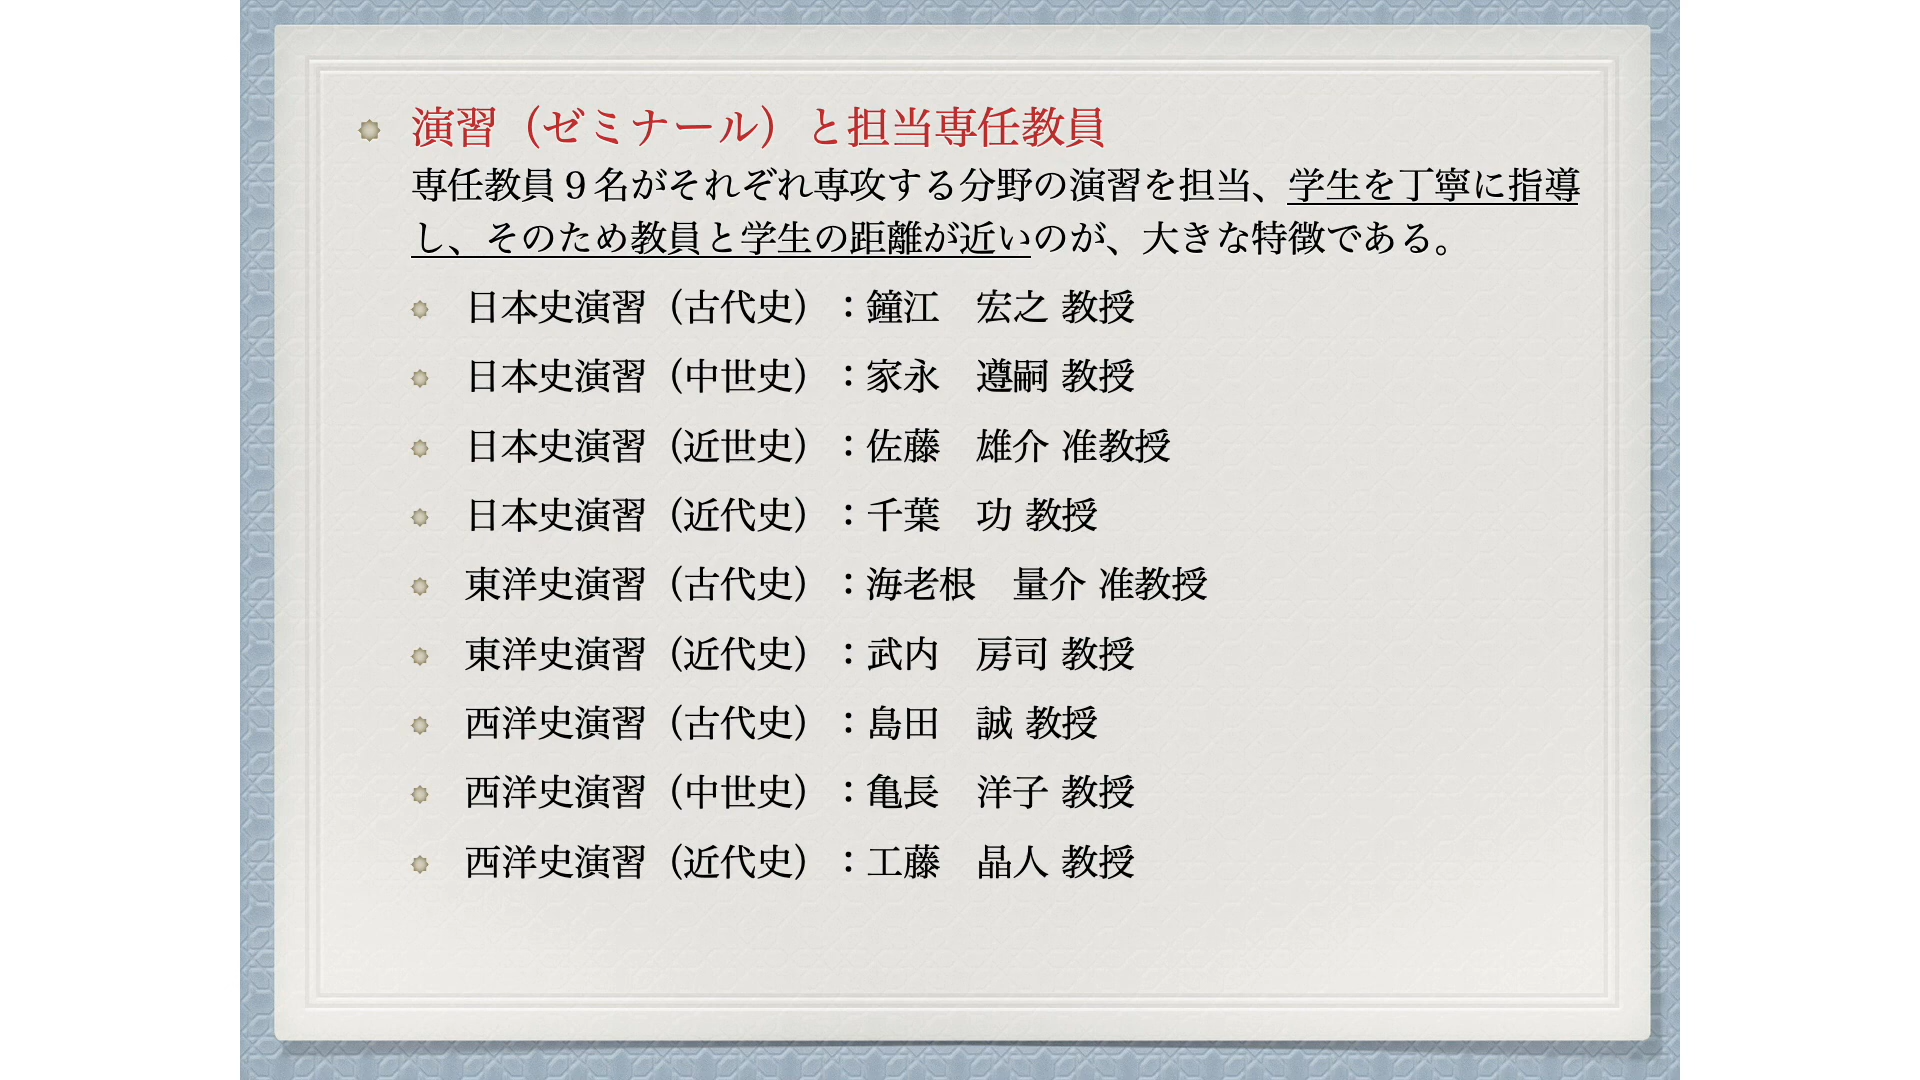 演習（ゼミナール）と担当専任教員
専任教員９名がそれぞれ専攻する分野の演習を担当、学生を丁寧に指導
し、そのため教員と学生の距離が近いのが、大きな特徴である。
日本史演習（古代史）：鐘江　宏之 教授
日本史演習（中世史）：家永　遵嗣 教授
日本史演習（近世史）：佐藤　雄介 准教授
日本史演習（近代史）：千葉　功 教授
東洋史演習（古代史）：海老根　量介 准教授
東洋史演習（近代史）：武内　房司 教授
西洋史演習（古代史）：島田　誠 教授
西洋史演習（中世史）：亀長　洋子 教授
西洋史演習（近代史）：工藤　晶人 教授